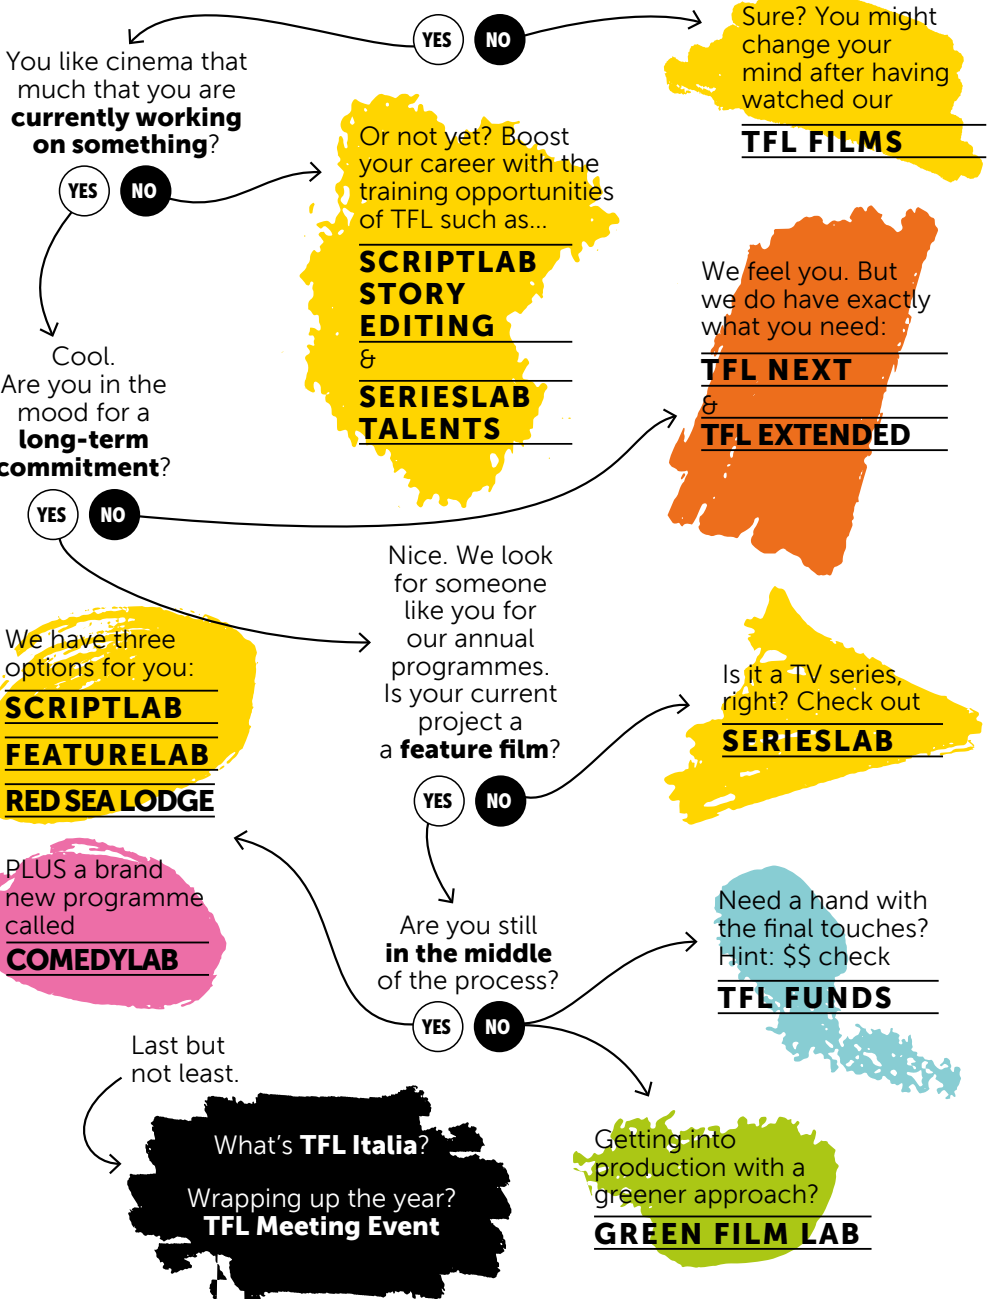 YES NO
Sure? You might
change your
mind after having
watched our
TFL FILMS
You like cinema that
much that you are
currently working
on something?
YES NO
Or not yet? Boost
your career with the
training opportunities
of TFL such as...
SCRIPTLAB
STORY
EDITING
&
SERIESLAB
TALENTS
We feel you. But
we do have exactly
what you need:
TFL NEXT
&
TFL EXTENDED
Cool.
Are you in the
mood for a
long-term
commitment?
YES NO
Nice. We look
for someone
like you for
our annual
programmes.
Is your current
project a
a feature film?
YES NO
We have three
options for you:
SCRIPTLAB
FEATURELAB
RED SEA LODGE
Is it a TV series,
right? Check out
SERIESLAB
PLUS a brand
new programme
called
COMEDYLAB
Are you still
in the middle
of the process?
YES NO
Need a hand with
the final touches?
Hint: $$ check
TFL FUNDS
Last but
not least.
What's TFL Italia?
Wrapping up the year?
TFL Meeting Event
Getting into
production with a
greener approach?
GREEN FILM LAB